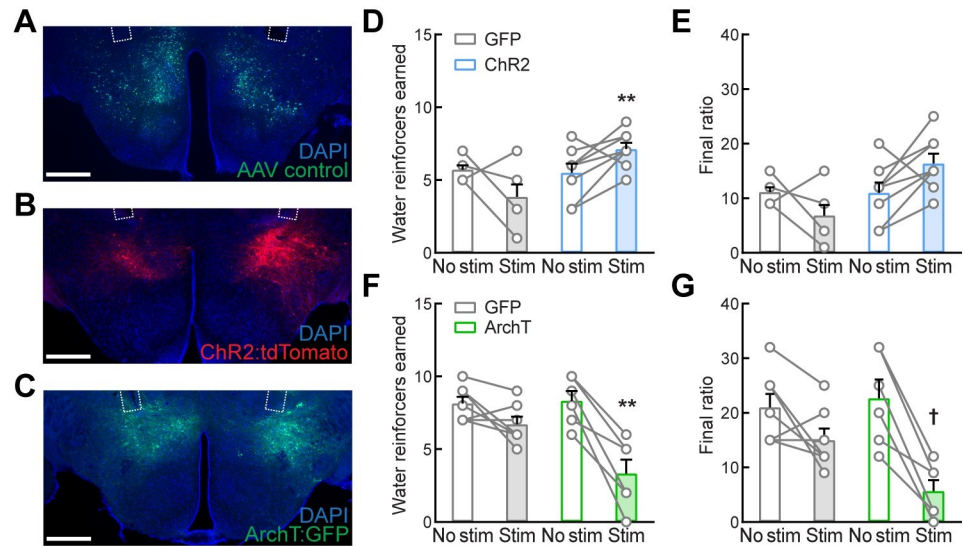 A
DAPI
AAV control
B
DAPI
ChR2:tdTomato
C
DAPI
ArchT:GFP
D
GFP
ChR2
Water reinforcers earned
15
10
5
0
**
No stim Stim No stim Stim
E
Final ratio
40
30
20
10
0
No stim Stim No stim Stim
F
GFP
ArchT
Water reinforcers earned
15
10
5
0
**
No stim Stim No stim Stim
G
Final ratio
40
30
20
10
0
†
No stim Stim No stim Stim